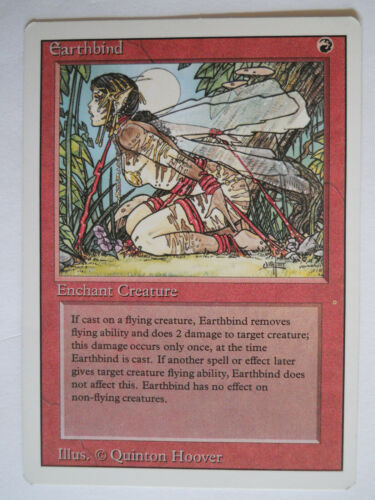 Earthbind
Enchant Creature
If cast on a flying creature, Earthbind removes
flying ability and does 2 damage to target creature;
this damage occurs only once, at the time
Earthbind is cast. If another spell or effect later
gives target creature flying ability, Earthbind does
not affect this. Earthbind has no effect on
non-flying creatures.
Illus. © Quinton Hoover